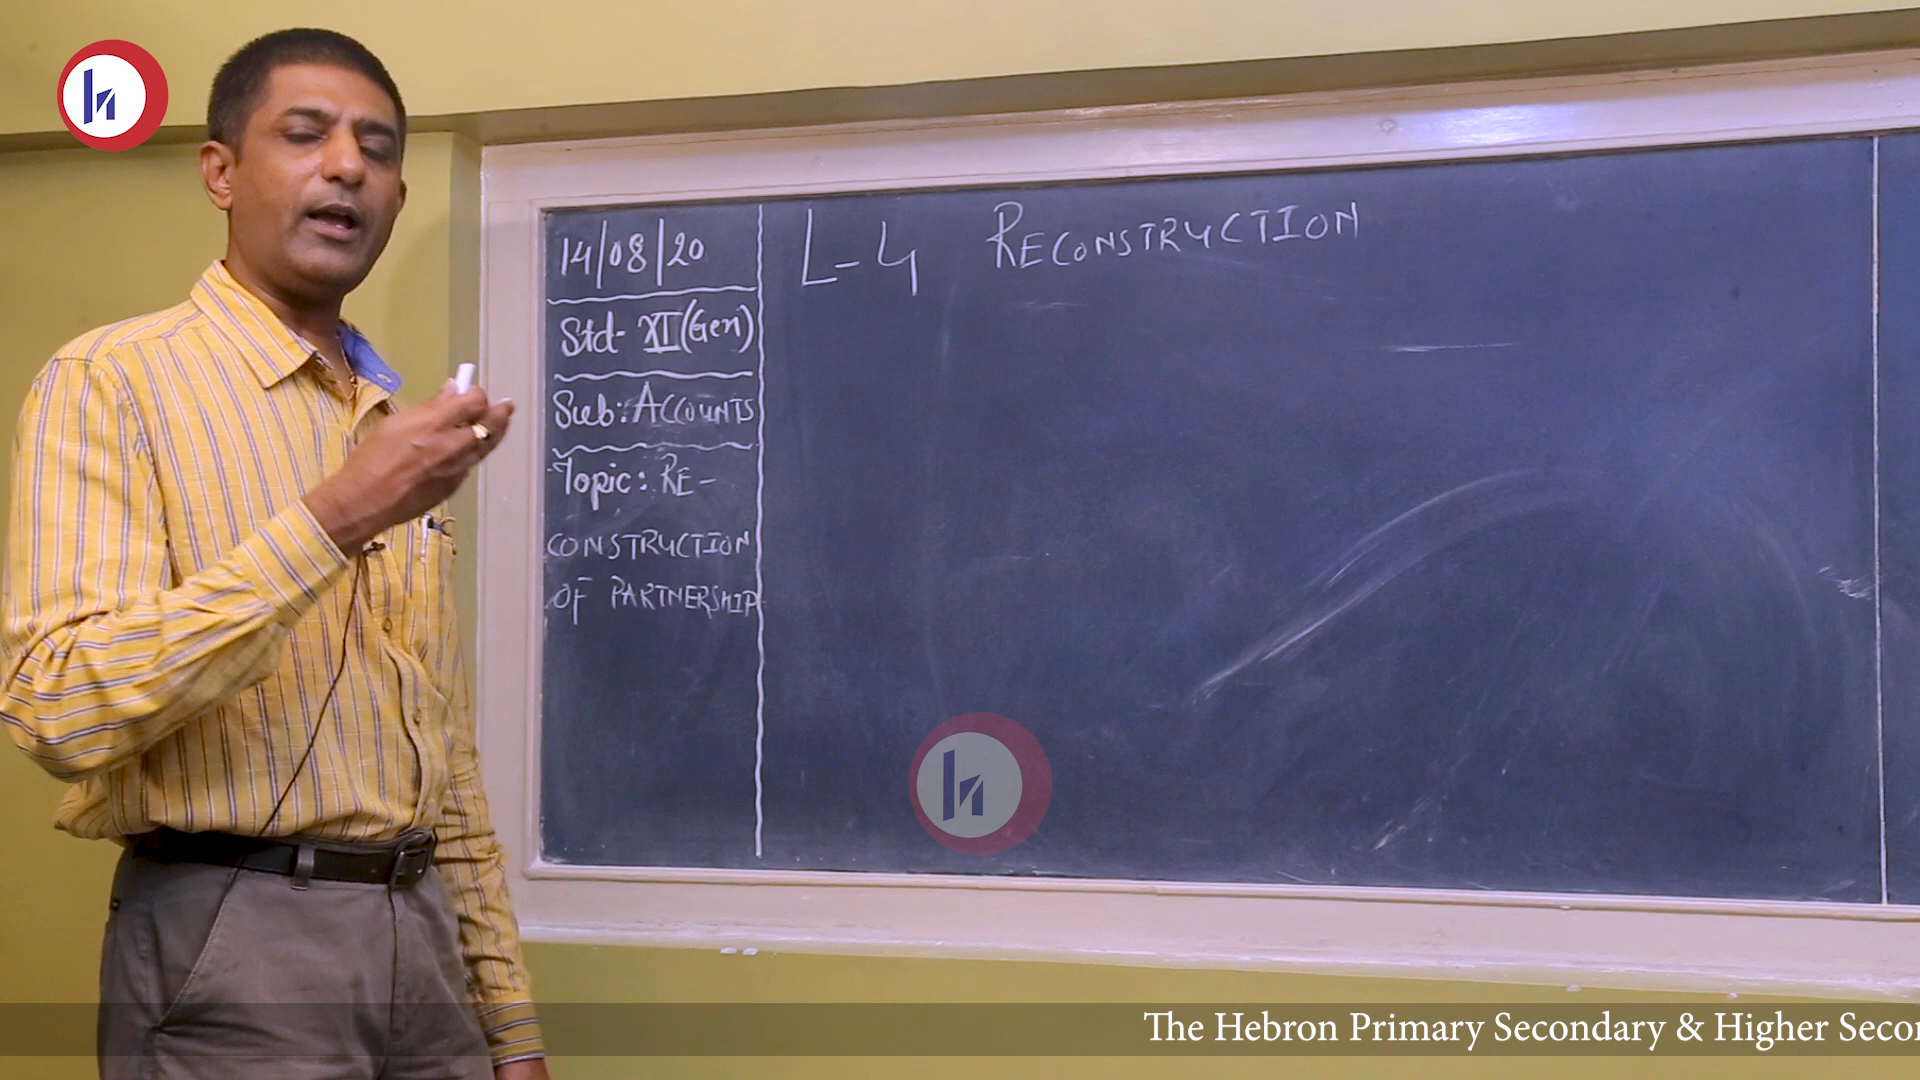 14/08/20
Std- XI (Gen)
Sub: ACCOUNTS
Topic: RE-
CONSTRUCTION
OF PARTNERSHIP
L-4 RECONSTRUCTION
The Hebron Primary Secondary & Higher Secon